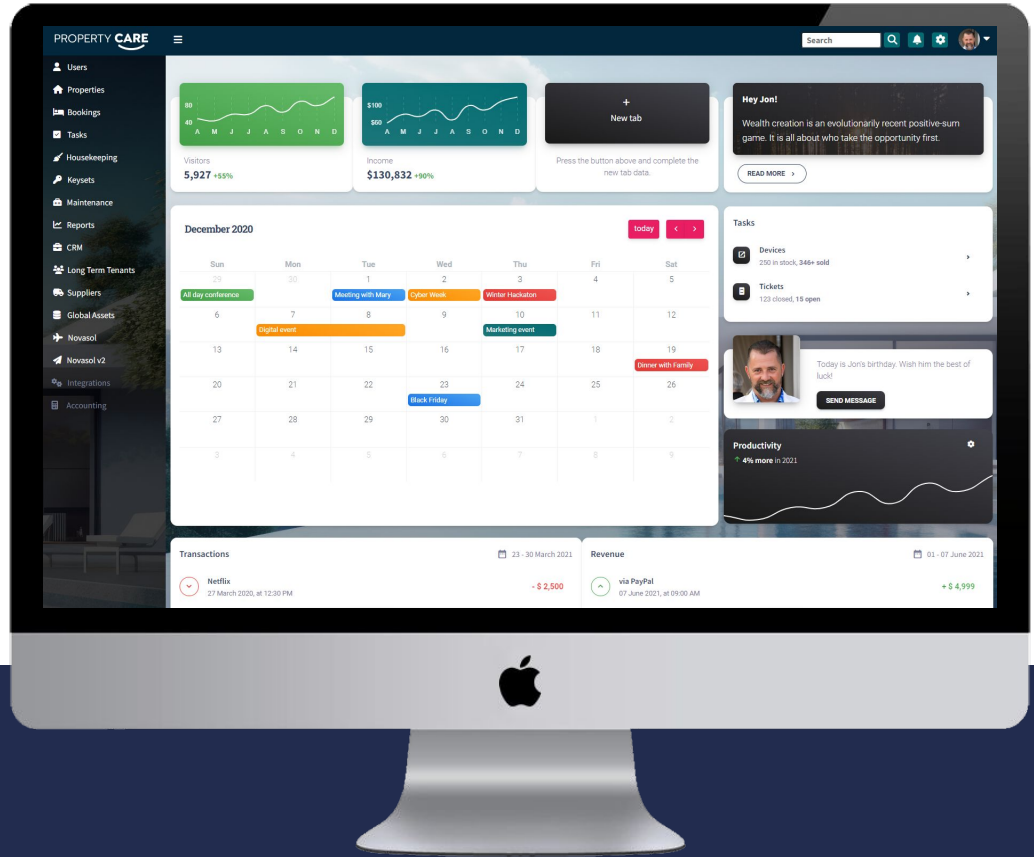 PROPERTY CARE
Search
Users
Properties
Bookings
Tasks
Housekeeping
Keysets
Maintenance
Reports
CRM
Long Term Tenants
Suppliers
Global Assets
Novasol
Novasol v2
Integrations
Accounting
80
40
A M J J A S O N D
Visitors
5,927 +55%
$100
$60
A M J J A S O N D
Income
$130,832 +90%
+
New tab
Press the button above and complete the
new tab data.
Hey Jon!
Wealth creation is an evolutionarily recent positive-sum
game. It is all about who take the opportunity first.
READ MORE >
December 2020
today < >
Sun Mon Tue Wed Thu Fri Sat
29 30 1 2 3 4 5
All day conference Meeting with Mary Cyber Week Winter Hackaton
6 7 8 9 10 11 12
Digital event Marketing event
13 14 15 16 17 18 19
Dinner with Family
20 21 22 23 24 25 26
Black Friday
27 28 29 30 31 1 2
3 4 5 6 7 8 9
Tasks
Devices
250 in stock, 346+ sold
Tickets
123 closed, 15 open
Today is Jon's birthday. Wish him the best of
luck!
SEND MESSAGE
Productivity
4% more in 2021
Transactions 23 - 30 March 2021
Netflix
27 March 2020, at 12:30 PM
- $ 2,500
Revenue 01 - 07 June 2021
via PayPal
07 June 2021, at 09:00 AM
+ $ 4,999